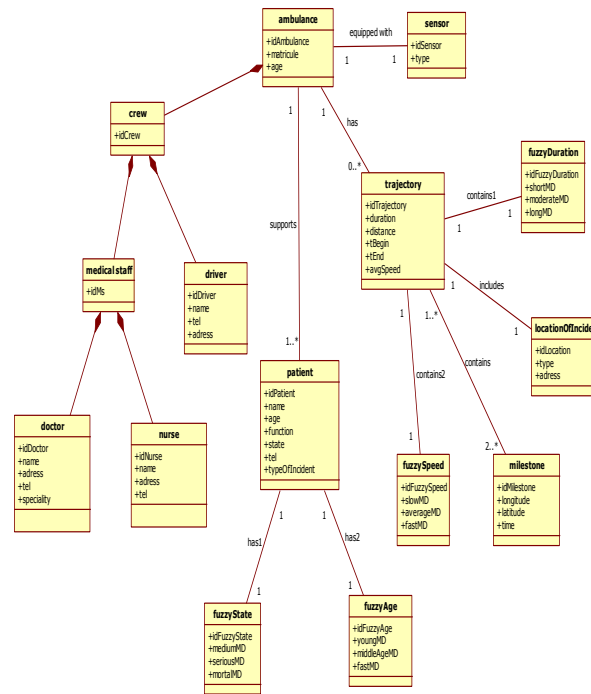 ambulance
+idAmbulance
+matricule
+age
equipped with
1
1
sensor
+idSensor
+type
crew
+idCrew
1
1
has
0..*
fuzzyDuration
+idFuzzyDuration
+shortMD
+moderateMD
+longMD
trajectory
+idTrajectory
+duration
+distance
+tBegin
+tEnd
+avgSpeed
contains1
1
1
supports
medical staff
+idMs
driver
+idDriver
+name
+tel
+adress
1
includes
1
1
1..*
locationOfIncide
+idLocation
+type
+adress
1..*
contains
contains2
patient
+idPatient
+name
+age
+function
+state
+tel
+typeOfIncident
doctor
+idDoctor
+name
+adress
+tel
+speciality
nurse
+idNurse
+name
+adress
+tel
1
2..*
fuzzySpeed
+idFuzzySpeed
+slowMD
+averageMD
+fastMD
milestone
+idMilestone
+longitude
+latitude
+time
1
1
has1
has2
1
1
fuzzyState
+idFuzzyState
+mediumMD
+seriousMD
+mortalMD
fuzzyAge
+idFuzzyAge
+youngMD
+middleAgeMD
+fastMD